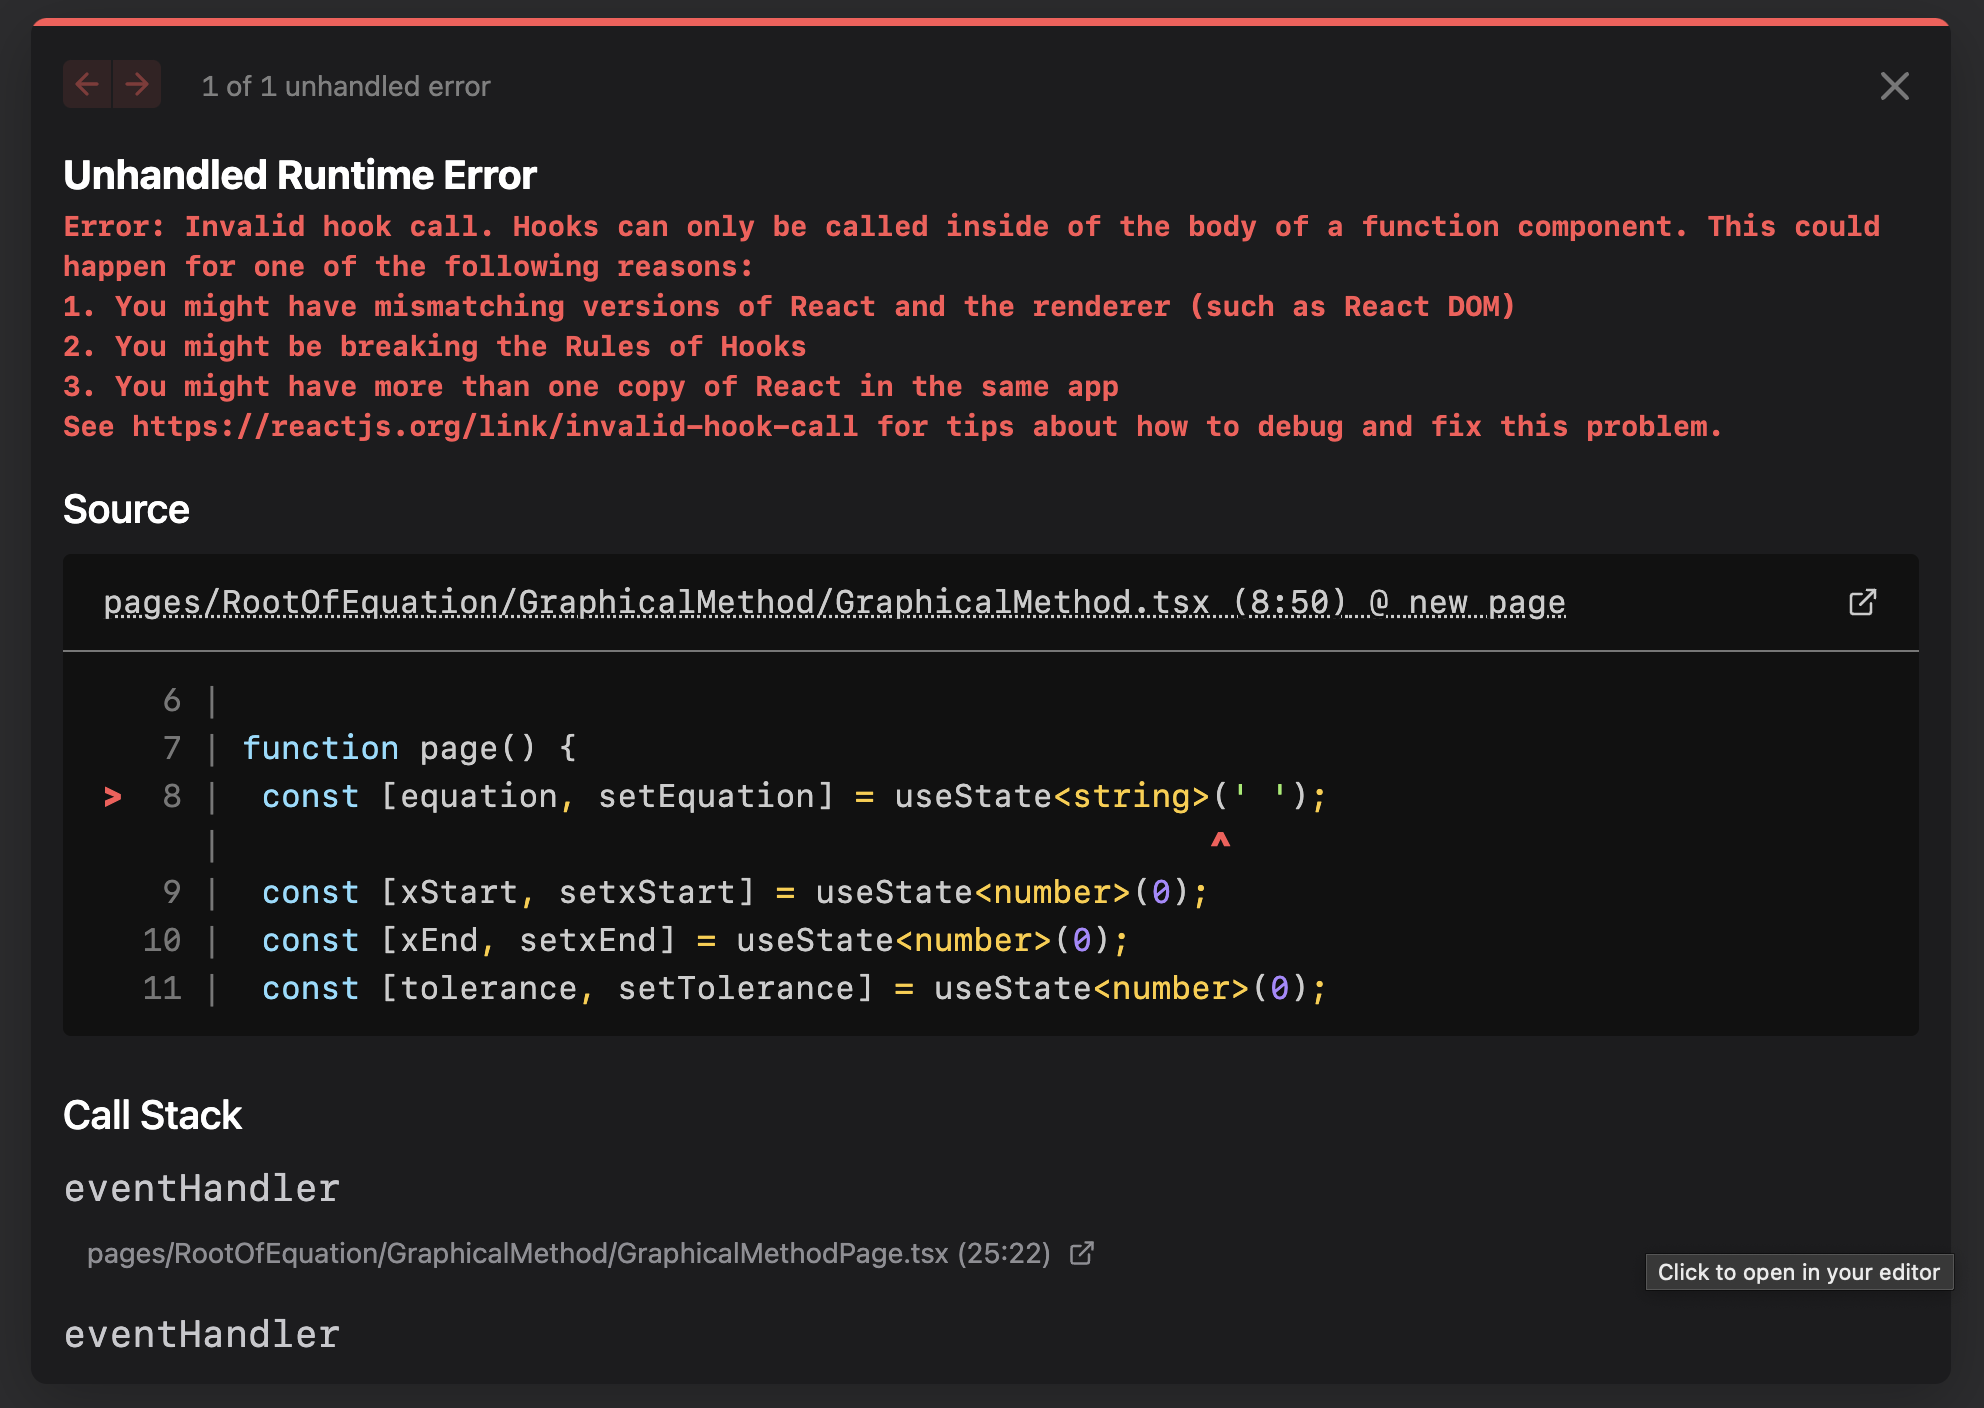 1 of 1 unhandled error
Unhandled Runtime Error
Error: Invalid hook call. Hooks can only be called inside of the body of a function component. This could
happen for one of the following reasons:
1. You might have mismatching versions of React and the renderer (such as React DOM)
2. You might be breaking the Rules of Hooks
3. You might have more than one copy of React in the same app
See https://reactjs.org/link/invalid-hook-call for tips about how to debug and fix this problem.
Source
pages/RootOfEquation/GraphicalMethod/GraphicalMethod.tsx (8:50) @ new page
6 |
7 | function page() {
> 8 | const [equation, setEquation] = useState<string>(' ');
| ^
9 | const [xStart, setxStart] = useState<number>(0);
10 | const [xEnd, setxEnd] = useState<number>(0);
11 | const [tolerance, setTolerance] = useState<number>(0);
Call Stack
eventHandler
pages/RootOfEquation/GraphicalMethod/GraphicalMethodPage.tsx (25:22)
Click to open in your editor
eventHandler